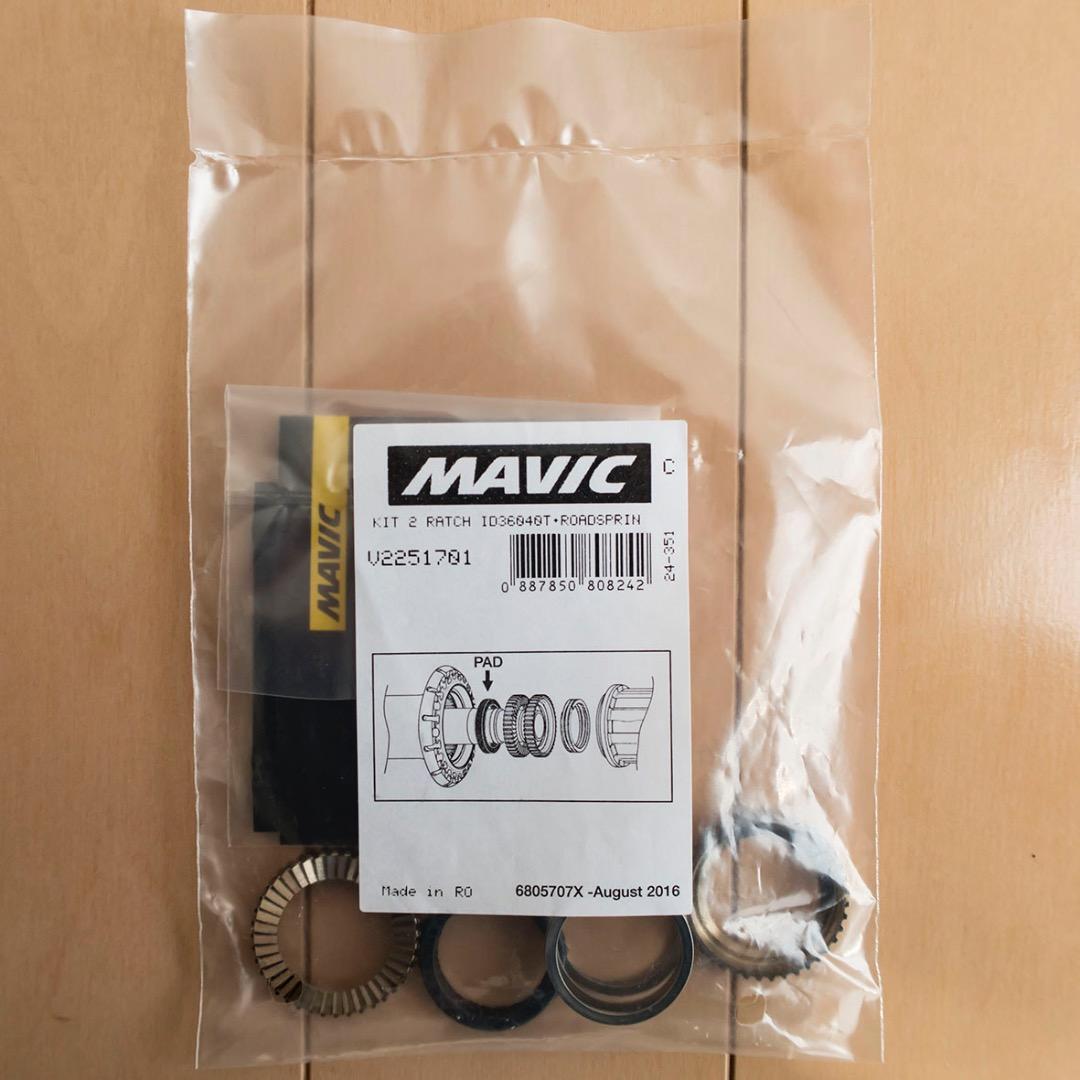 MAVIC
C
KIT 2 RATCH ID36040T+ROADSPRIN
V2251701
0 887850 808242
24-351
MAVIC
PAD
Made in RO
6805707X -August 2016